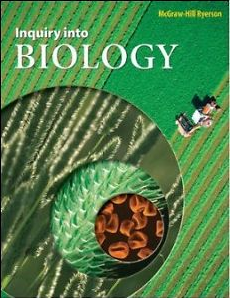 McGraw-Hill Ryerson
Inquiry into
BIOLOGY